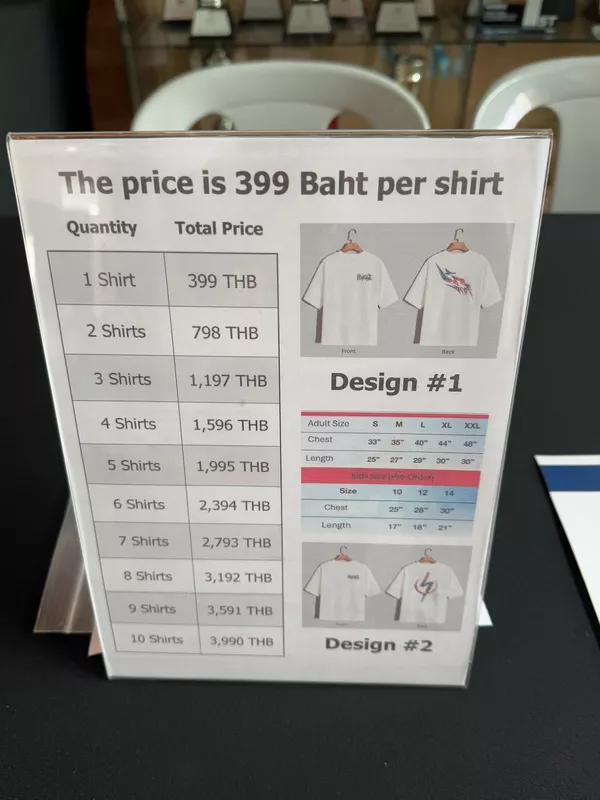 The price is 399 Baht per shirt
Quantity Total Price
1 Shirt 399 THB
2 Shirts 798 THB
3 Shirts 1,197 THB
4 Shirts 1,596 THB
5 Shirts 1,995 THB
6 Shirts 2,394 THB
7 Shirts 2,793 THB
8 Shirts 3,192 THB
9 Shirts 3,591 THB
10 Shirts 3,990 THB
Front Back
Design #1
Adult Size S M L XL XXL
Chest 33" 35" 40" 44" 48"
Length 25" 27" 29" 30" 30"
Kids Size (Pre-Order)
Size 10 12 14
Chest 25" 28" 30"
Length 17" 18" 21"
Design #2